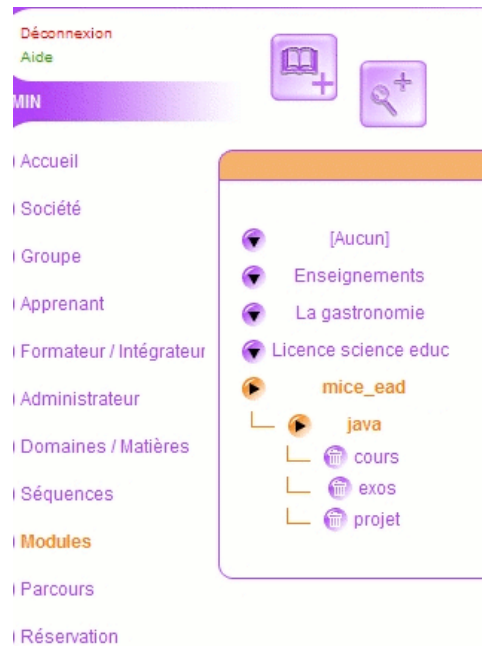 Déconnexion
Aide
MIN
Accueil
Société
Groupe
Apprenant
Formateur / Intégrateur
Administrateur
Domaines / Matières
Séquences
Modules
Parcours
Réservation
[Aucun]
Enseignements
La gastronomie
Licence science educ
mice_ead
java
cours
exos
projet